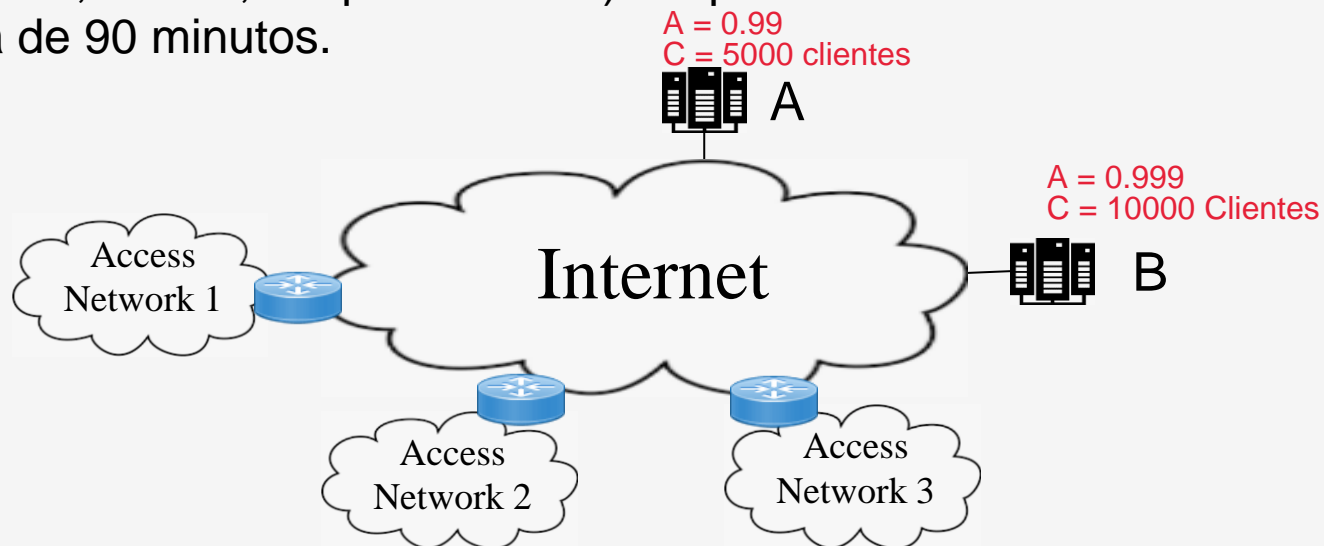 de 90 minutos.
A = 0.99
C = 5000 clientes
A
A = 0.999
C = 10000 Clientes
B
Internet
Access
Network 1
Access
Network 2
Access
Network 3